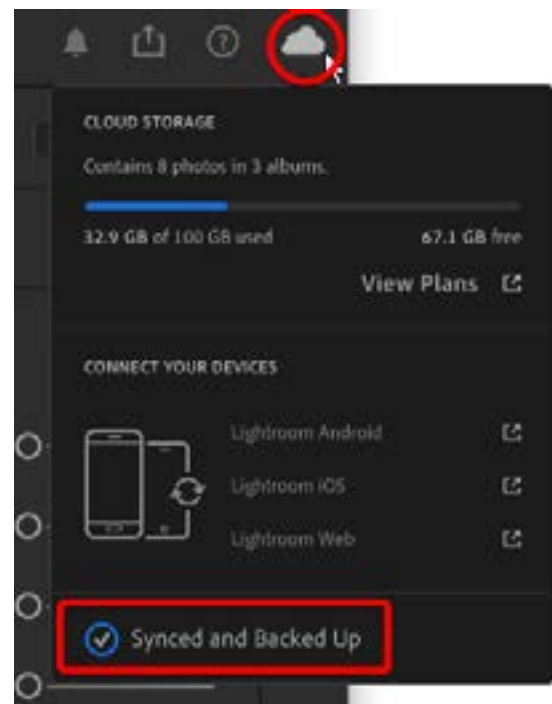 CLOUD STORAGE
Contains 8 photos in 3 albums.
32.9 GB of 100 GB used 67.1 GB free
View Plans
CONNECT YOUR DEVICES
Lightroom Android
Lightroom iOS
Lightroom Web
Synced and Backed Up